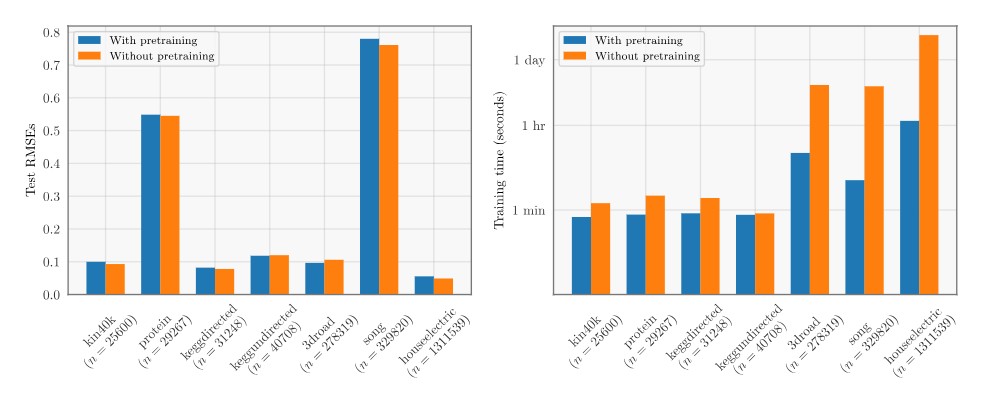 Test RMSEs
0.8
0.7
0.6
0.5
0.4
0.3
0.2
0.1
0.0
With pretraining
Without pretraining
kin40k
(n = 25600)
protein
(n = 29267)
keggdirected
(n = 31248)
keggundirected
(n = 40708)
3droad
(n = 278319)
song
(n = 329820)
houseelectric
(n = 1311539)
Training time (seconds)
1 day
1 hr
1 min
With pretraining
Without pretraining
kin40k
(n = 25600)
protein
(n = 29267)
keggdirected
(n = 31248)
keggundirected
(n = 40708)
3droad
(n = 278319)
song
(n = 329820)
houseelectric
(n = 1311539)